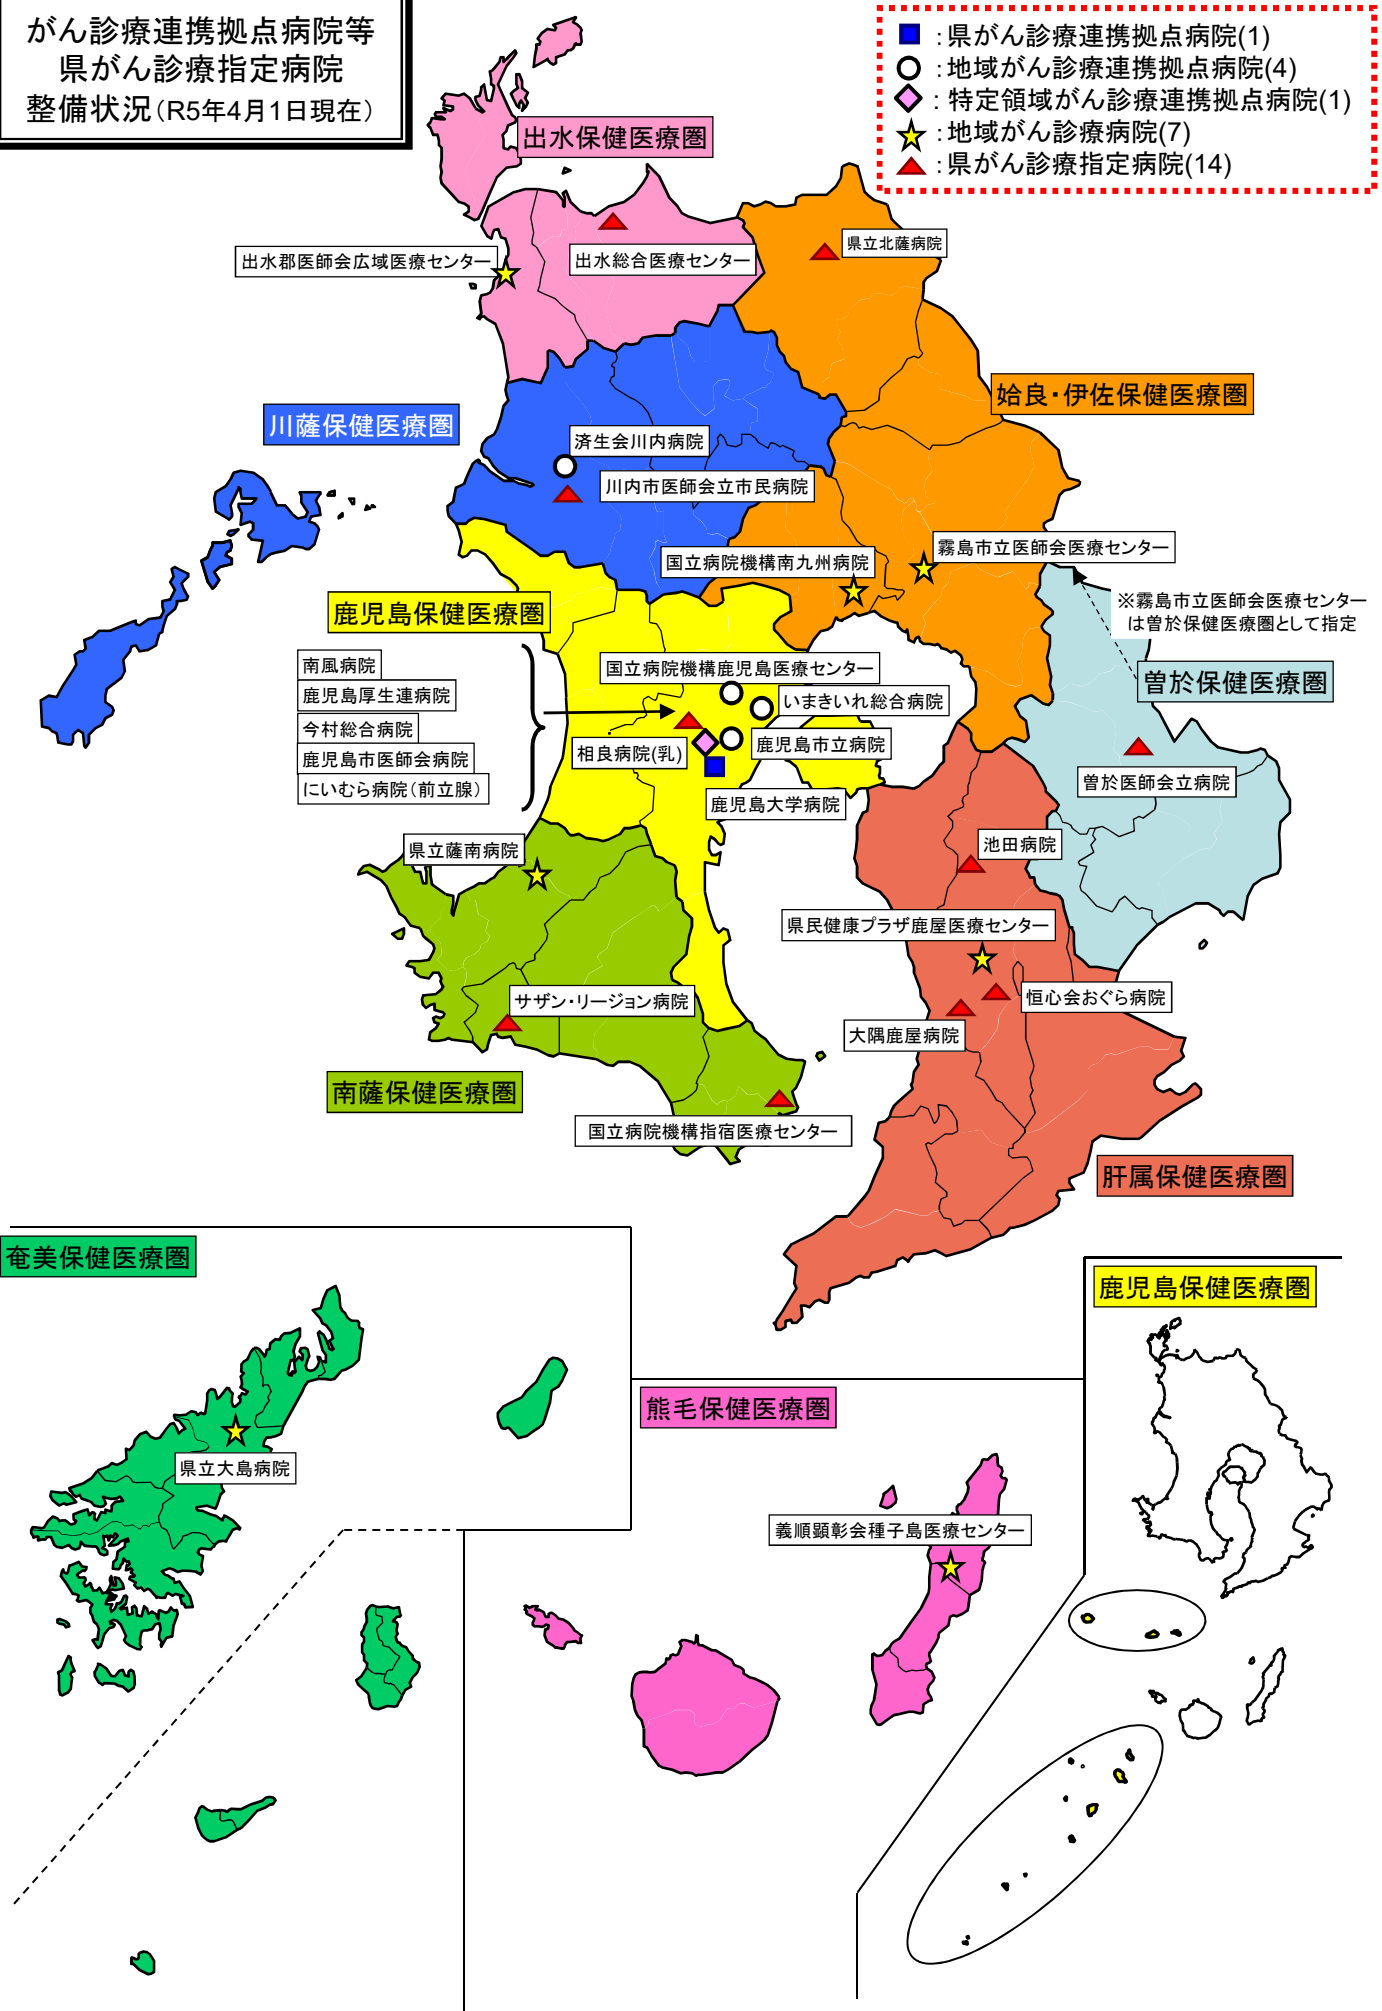 がん診療連携拠点病院等
県がん診療指定病院
整備状況(R5年4月1日現在)
:県がん診療連携拠点病院(1)
:地域がん診療連携拠点病院(4)
:特定領域がん診療連携拠点病院(1)
:地域がん診療病院(7)
:県がん診療指定病院(14)
出水保健医療圏
出水郡医師会広域医療センター
出水総合医療センター
県立北薩病院
姶良・伊佐保健医療圏
川薩保健医療圏
済生会川内病院
川内市医師会立市民病院
国立病院機構南九州病院
霧島市立医師会医療センター
※霧島市立医師会医療センター
は曽於保健医療圏として指定
鹿児島保健医療圏
曽於保健医療圏
南風病院
鹿児島厚生連病院
今村総合病院
鹿児島市医師会病院
にいむら病院(前立腺)
国立病院機構鹿児島医療センター
いまきいれ総合病院
相良病院(乳)
鹿児島市立病院
鹿児島大学病院
曽於医師会立病院
県立薩南病院
池田病院
県民健康プラザ鹿屋医療センター
サザン・リージョン病院
恒心会おぐら病院
大隅鹿屋病院
南薩保健医療圏
国立病院機構指宿医療センター
肝属保健医療圏
奄美保健医療圏
鹿児島保健医療圏
熊毛保健医療圏
県立大島病院
義順顕彰会種子島医療センター